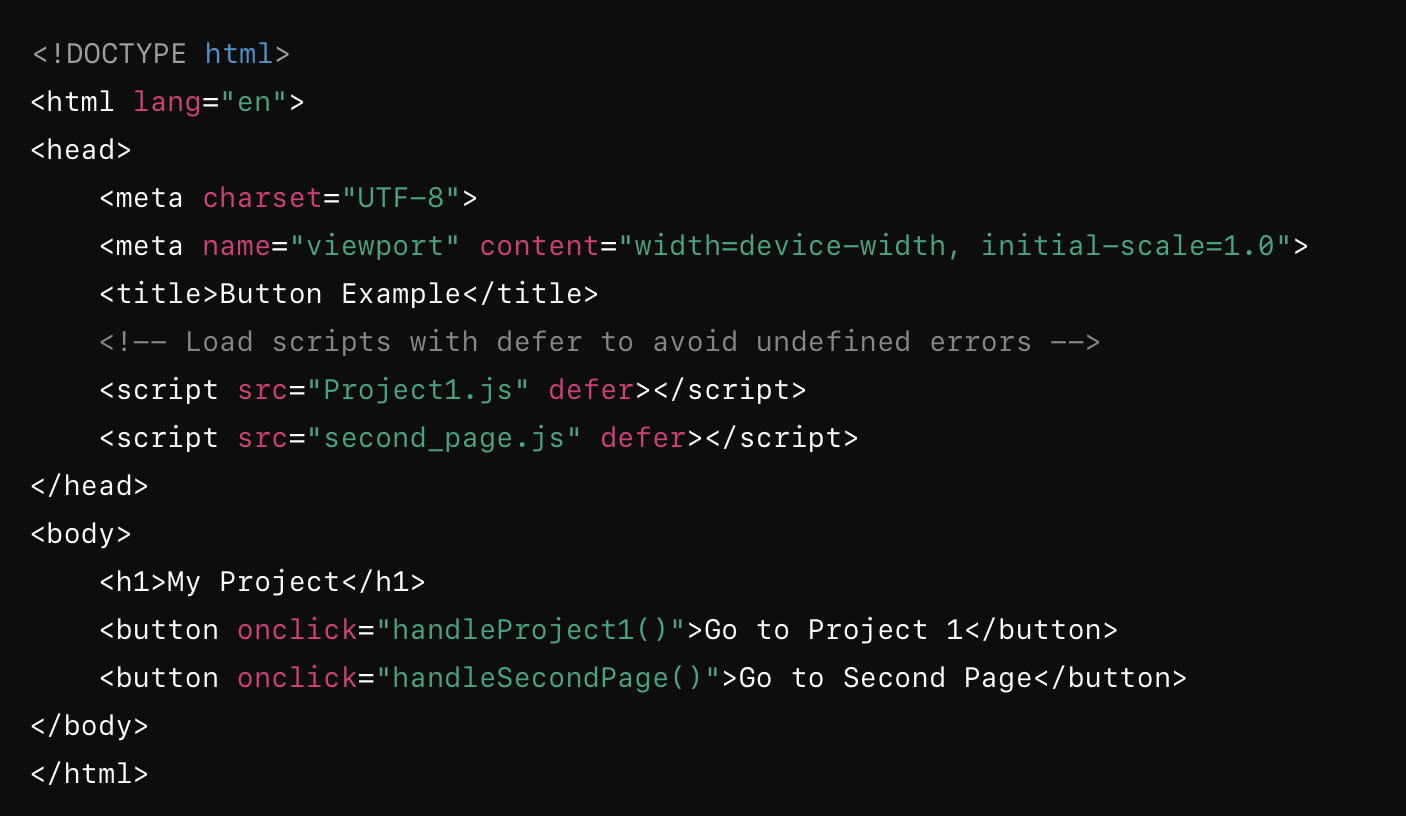 <!DOCTYPE html>
<html lang="en">
<head>
    <meta charset="UTF-8">
    <meta name="viewport" content="width=device-width, initial-scale=1.0">
    <title>Button Example</title>
    <!-- Load scripts with defer to avoid undefined errors -->
    <script src="Project1.js" defer></script>
    <script src="second_page.js" defer></script>
</head>
<body>
    <h1>My Project</h1>
    <button onclick="handleProject1()">Go to Project 1</button>
    <button onclick="handleSecondPage()">Go to Second Page</button>
</body>
</html>